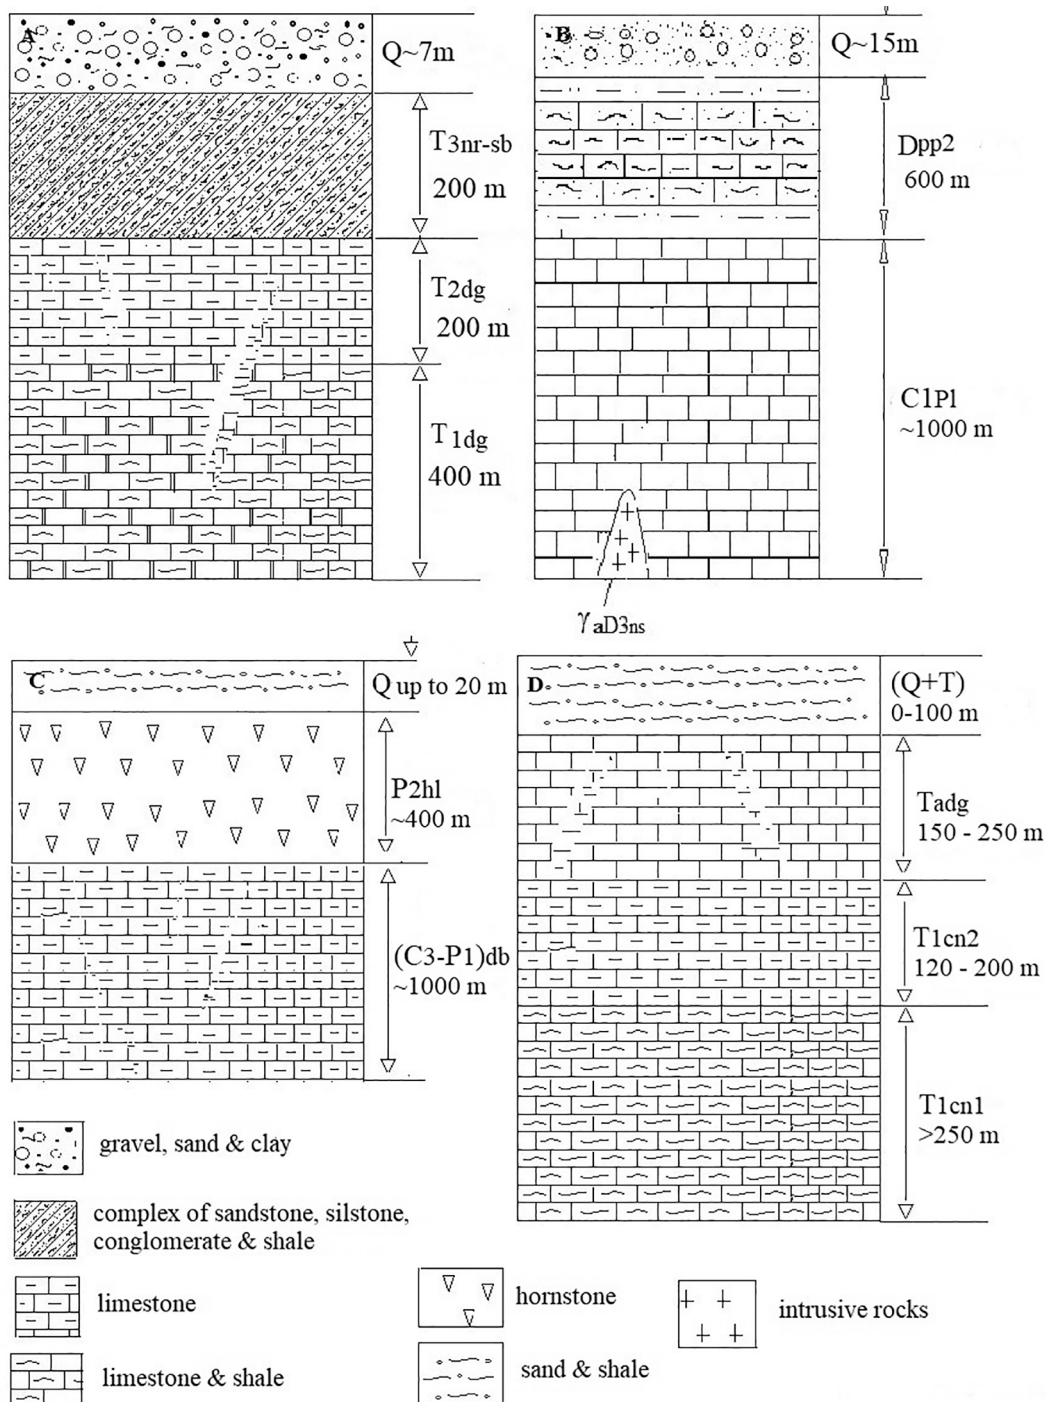 A
Q~7m
T3nr-sb
200 m
T2dg
200 m
T1dg
400 m
B
Q~15m
Dpp2
600 m
C1Pl
~1000 m
γaD3ns
C
Q up to 20 m
P2hl
~400 m
(C3-P1)db
~1000 m
D
(Q+T)
0-100 m
Tadg
150 - 250 m
T1cn2
120 - 200 m
T1cn1
>250 m
gravel, sand & clay
complex of sandstone, silstone,
conglomerate & shale
limestone
limestone & shale
hornstone
sand & shale
intrusive rocks